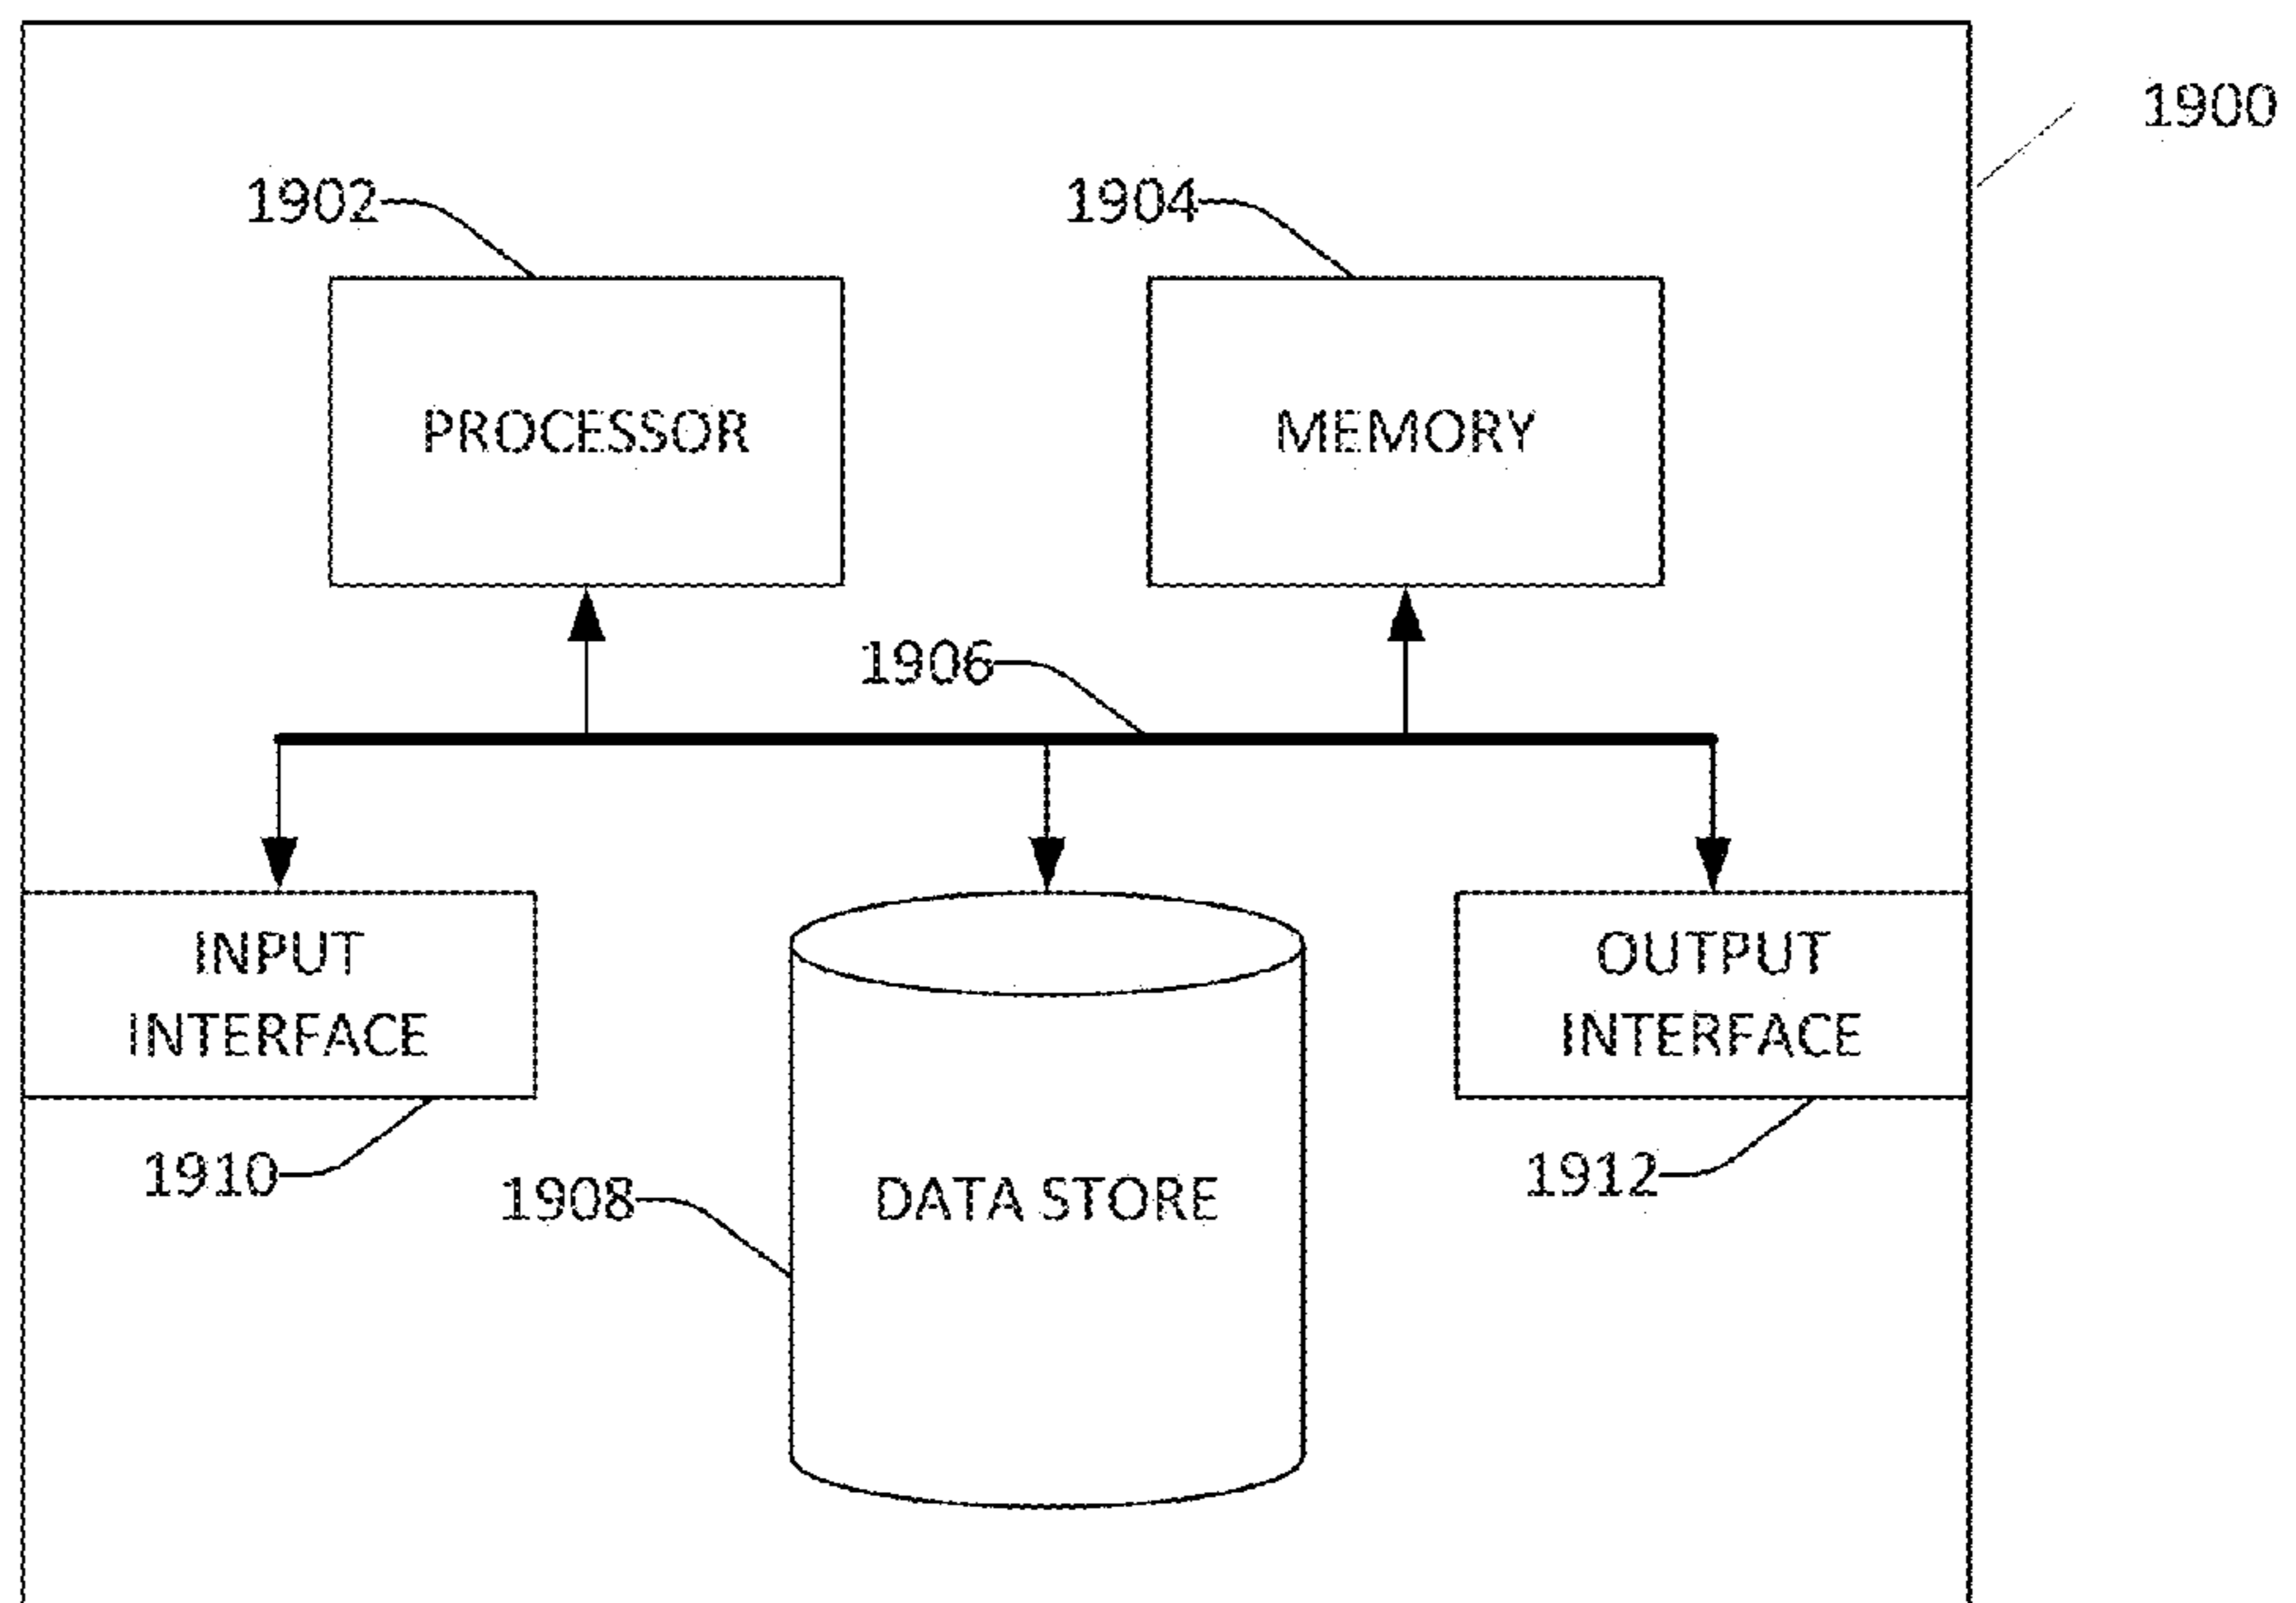 1900
1902
1904
PROCESSOR
MEMORY
1906
INPUT
INTERFACE
OUTPUT
INTERFACE
1910
1908
DATA STORE
1912